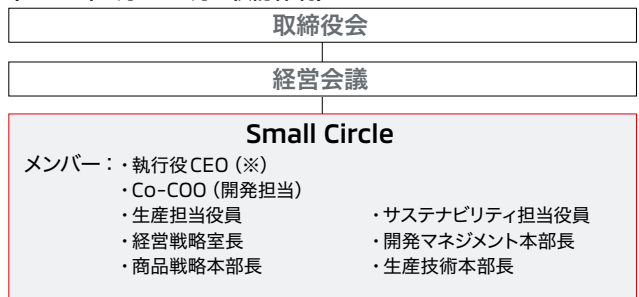 取締役会
経営会議
Small Circle
メンバー：・執行役CEO（※）
・Co-COO（開発担当）
・生産担当役員 ・サステナビリティ担当役員
・経営戦略室長 ・開発マネジメント本部長
・商品戦略本部長 ・生産技術本部長